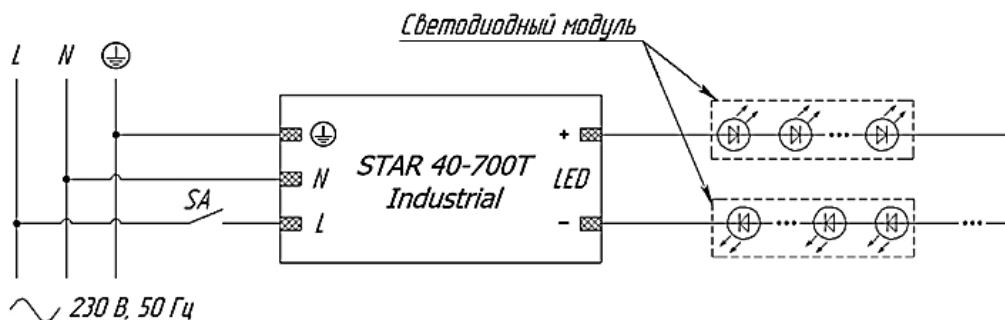 Светодиодный модуль
L N
+
STAR 40-700T
Industrial
N
LED
SA
L
−
230 В, 50 Гц